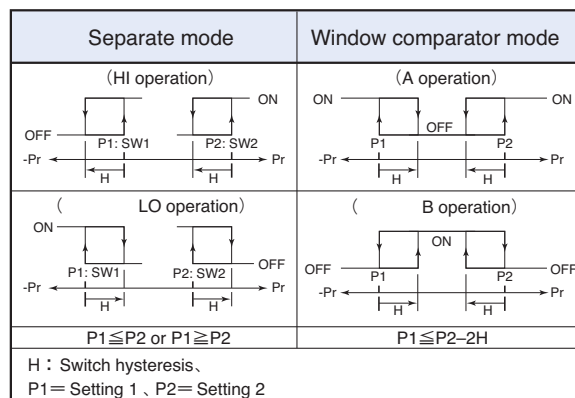 Separate mode
Window comparator mode
(HI operation)
ON
OFF
P1: SW1
P2: SW2
-Pr
Pr
H
H
(A operation)
ON
ON
OFF
P1
P2
-Pr
Pr
H
H
( LO operation)
ON
P1: SW1
P2: SW2
OFF
-Pr
Pr
H
H
( B operation)
ON
OFF
OFF
P1
P2
-Pr
Pr
H
H
P1≦P2 or P1≧P2
P1≦P2–2H
H：Switch hysteresis、
P1＝ Setting 1 、P2＝ Setting 2